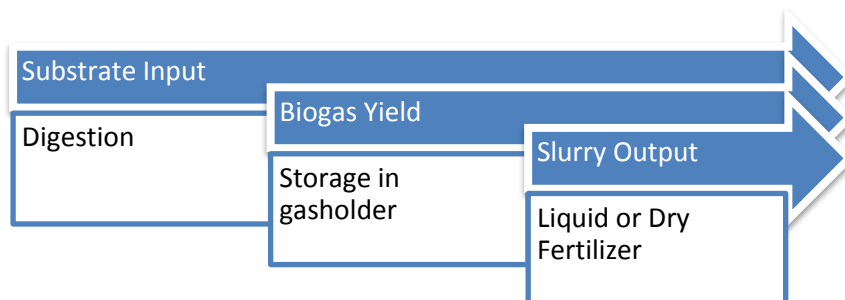 Substrate Input
Digestion
Biogas Yield
Storage in
gasholder
Slurry Output
Liquid or Dry
Fertilizer